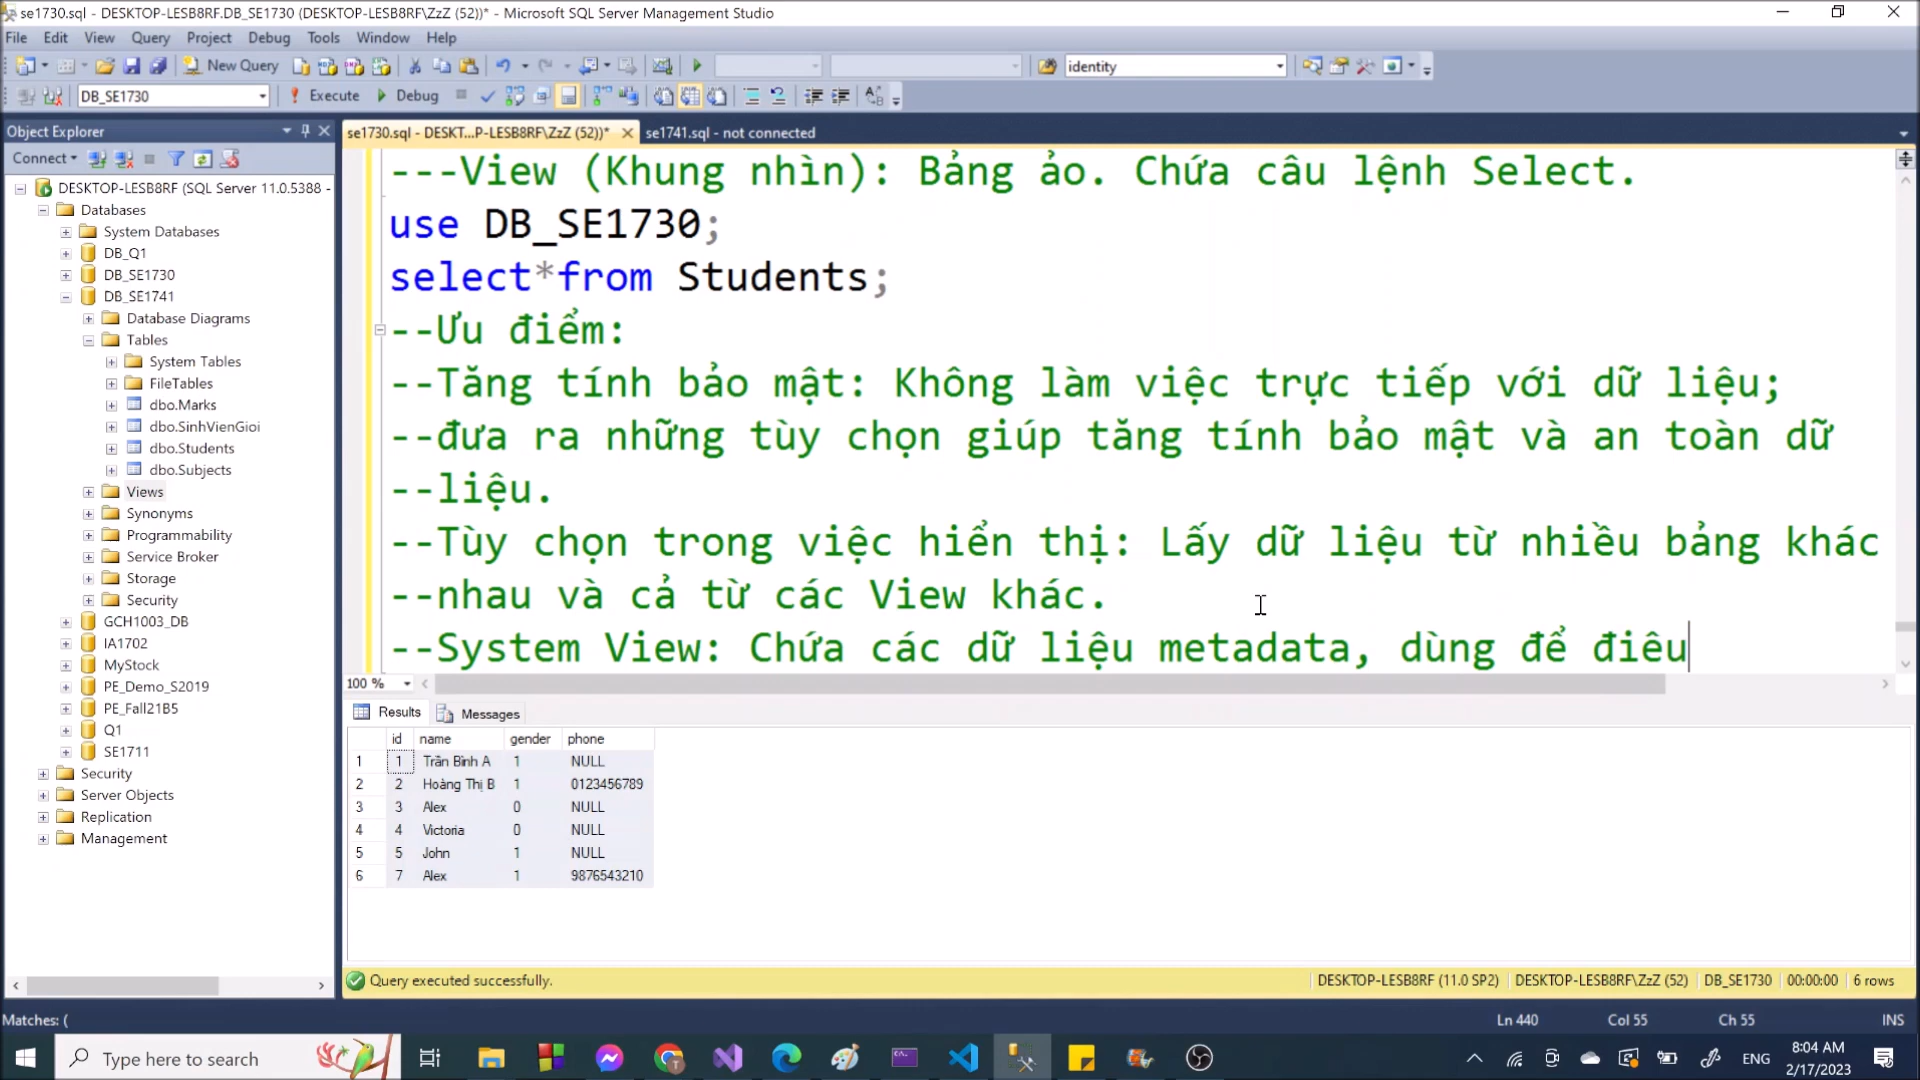 se1730.sql - DESKTOP-LESB8RF.DB_SE1730 (DESKTOP-LESB8RF\ZzZ (52))* - Microsoft SQL Server Management Studio
File Edit View Query Project Debug Tools Window Help
New Query identity
DB_SE1730 Execute Debug
Object Explorer
Connect
DESKTOP-LESB8RF (SQL Server 11.0.5388 -
Databases
System Databases
DB_Q1
DB_SE1730
DB_SE1741
Database Diagrams
Tables
System Tables
FileTables
dbo.Marks
dbo.SinhVienGioi
dbo.Students
dbo.Subjects
Views
Synonyms
Programmability
Service Broker
Storage
Security
GCH1003_DB
IA1702
MyStock
PE_Demo_S2019
PE_Fall21B5
Q1
SE1711
Security
Server Objects
Replication
Management
se1730.sql - DESKT...P-LESB8RF\ZzZ (52))* se1741.sql - not connected
---View (Khung nhìn): Bảng ảo. Chứa câu lệnh Select.
use DB_SE1730;
select*from Students;
--Ưu điểm:
--Tăng tính bảo mật: Không làm việc trực tiếp với dữ liệu;
--đưa ra những tùy chọn giúp tăng tính bảo mật và an toàn dữ
--liệu.
--Tùy chọn trong việc hiển thị: Lấy dữ liệu từ nhiều bảng khác
--nhau và cả từ các View khác.
--System View: Chứa các dữ liệu metadata, dùng để điêu
100 %
Results Messages
id name gender phone
1 1 Trần Bình A 1 NULL
2 2 Hoàng Thị B 1 0123456789
3 3 Alex 0 NULL
4 4 Victoria 0 NULL
5 5 John 1 NULL
6 7 Alex 1 9876543210
Query executed successfully. DESKTOP-LESB8RF (11.0 SP2) DESKTOP-LESB8RF\ZzZ (52) DB_SE1730 00:00:00 6 rows
Matches: ( Ln 440 Col 55 Ch 55 INS
Type here to search
ENG
8:04 AM
2/17/2023